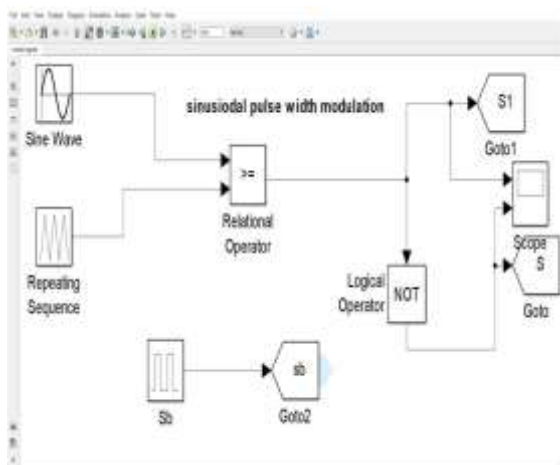 sinusiodal pulse width modulation
S1
Goto1
Sine Wave
>=
Relational
Operator
Scope
S
Goto
Repeating
Sequence
Logical
Operator
NOT
Sb
sb
Goto2